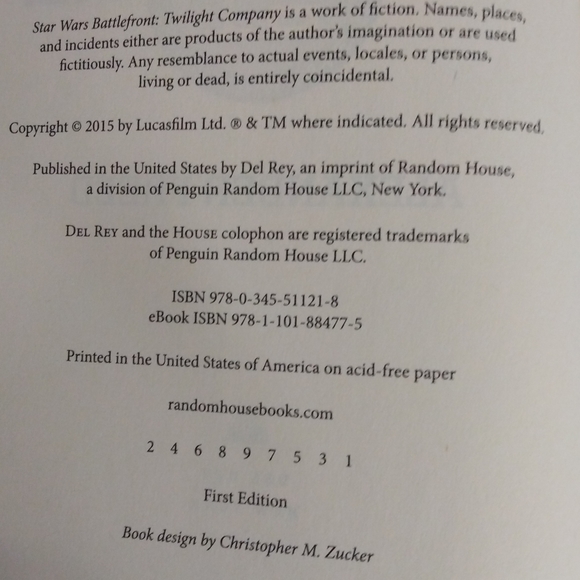 Star Wars Battlefront: Twilight Company is a work of fiction. Names, places,
and incidents either are products of the author's imagination or are used
fictitiously. Any resemblance to actual events, locales, or persons,
living or dead, is entirely coincidental.
Copyright © 2015 by Lucasfilm Ltd. ® & TM where indicated. All rights reserved.
Published in the United States by Del Rey, an imprint of Random House,
a division of Penguin Random House LLC, New York.
DEL REY and the HOUSE colophon are registered trademarks
of Penguin Random House LLC.
ISBN 978-0-345-51121-8
eBook ISBN 978-1-101-88477-5
Printed in the United States of America on acid-free paper
randomhousebooks.com
2 4 6 8 9 7 5 3 1
First Edition
Book design by Christopher M. Zucker